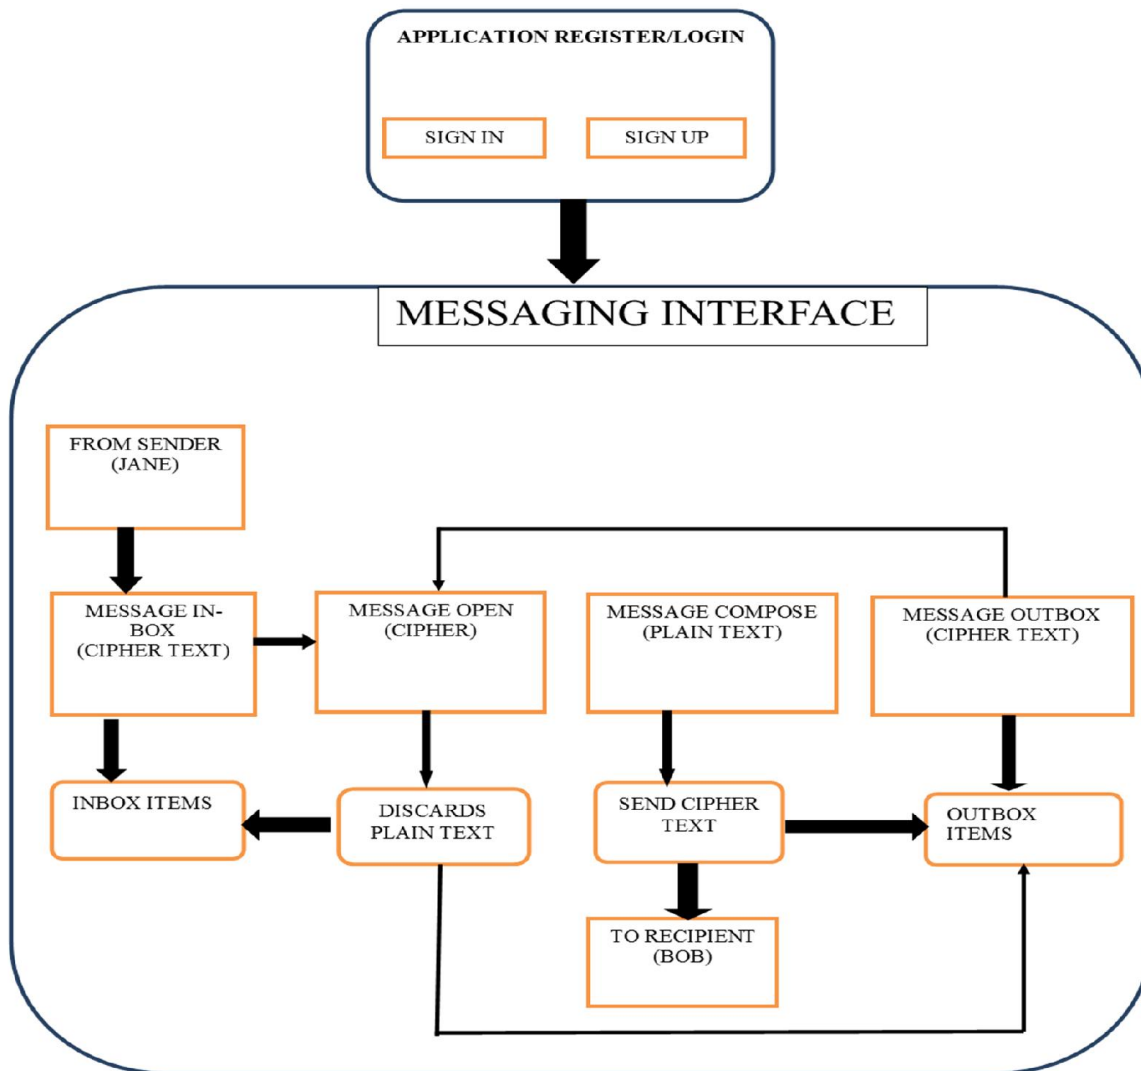 APPLICATION REGISTER/LOGIN
SIGN IN
SIGN UP
MESSAGING INTERFACE
FROM SENDER
(JANE)
MESSAGE IN-
BOX
(CIPHER TEXT)
MESSAGE OPEN
(CIPHER)
MESSAGE COMPOSE
(PLAIN TEXT)
MESSAGE OUTBOX
(CIPHER TEXT)
INBOX ITEMS
DISCARDS
PLAIN TEXT
SEND CIPHER
TEXT
OUTBOX
ITEMS
TO RECIPIENT
(BOB)